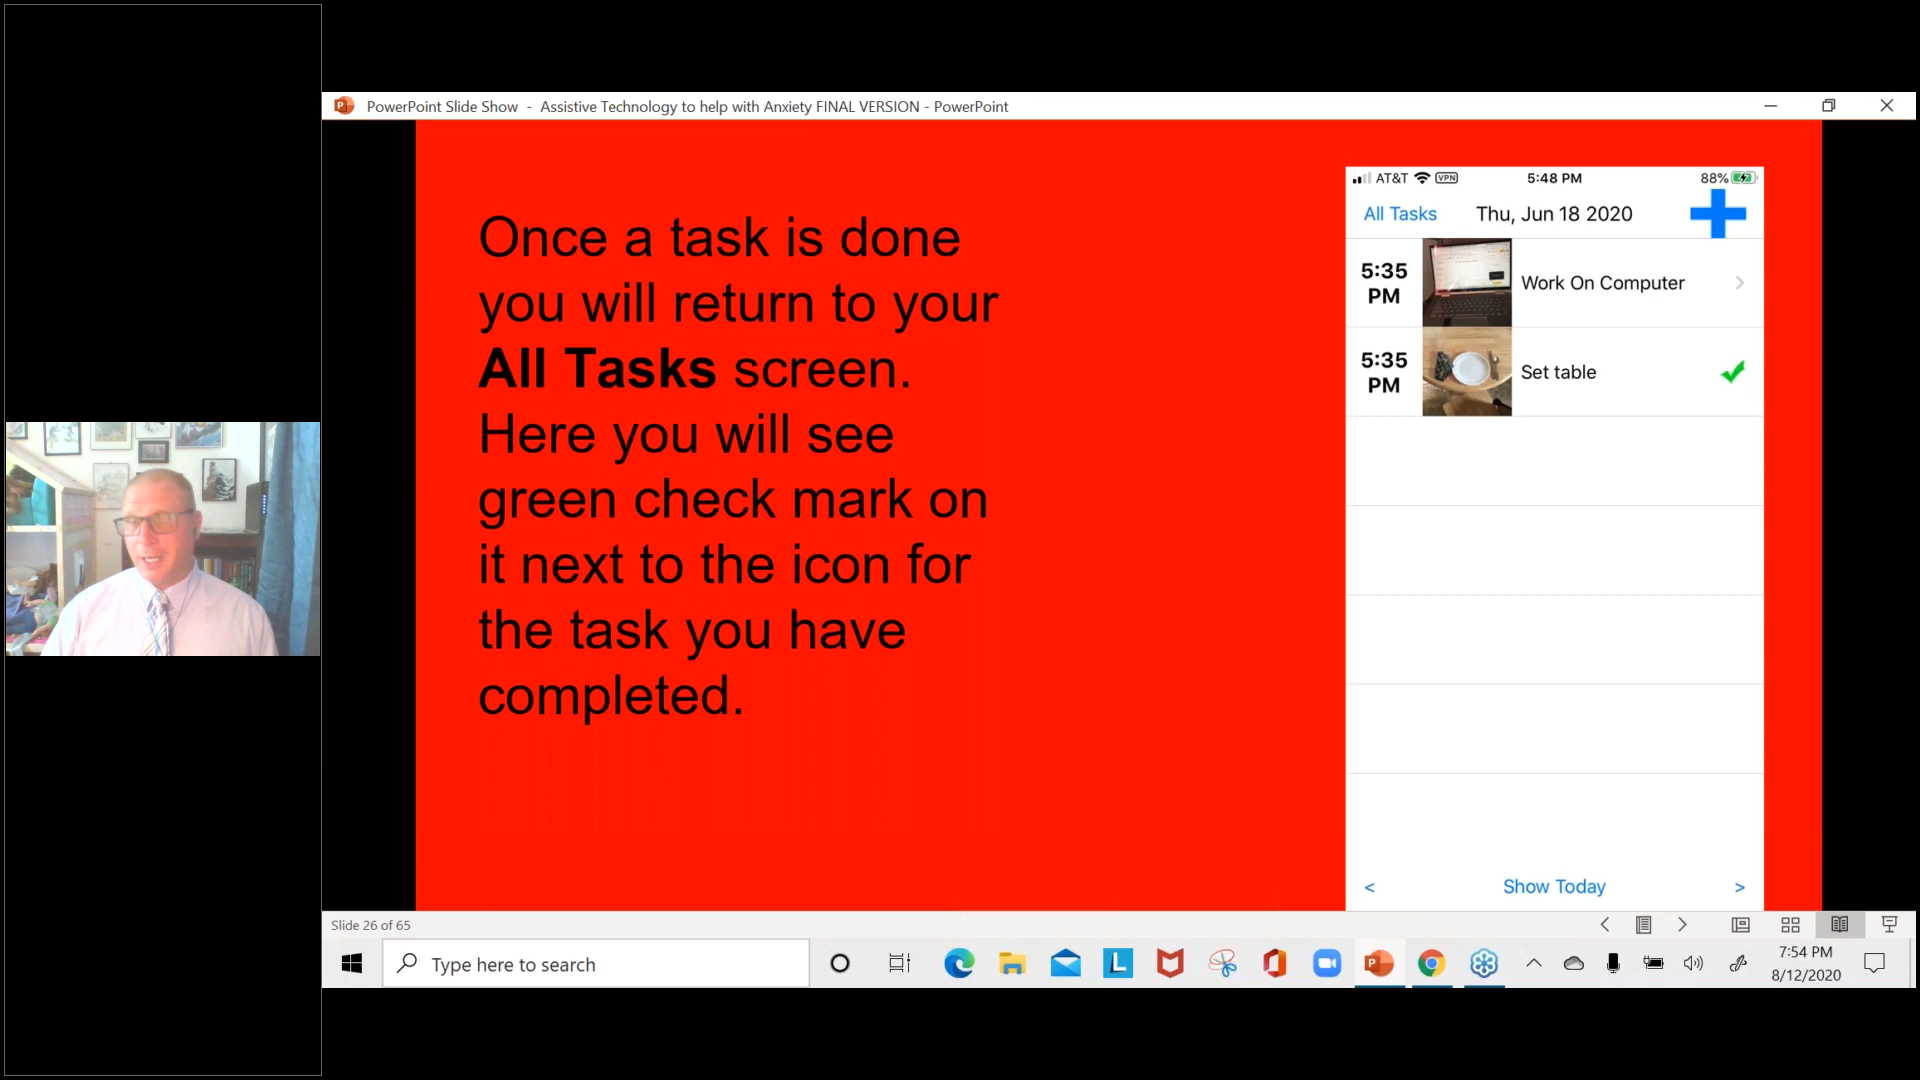 PowerPoint Slide Show - Assistive Technology to help with Anxiety FINAL VERSION - PowerPoint
Once a task is done
you will return to your
All Tasks screen.
Here you will see
green check mark on
it next to the icon for
the task you have
completed.
AT&T VPN 5:48 PM 88%
All Tasks Thu, Jun 18 2020
5:35
PM
Work On Computer
5:35
PM
Set table
< Show Today >
Slide 26 of 65
Type here to search
7:54 PM
8/12/2020